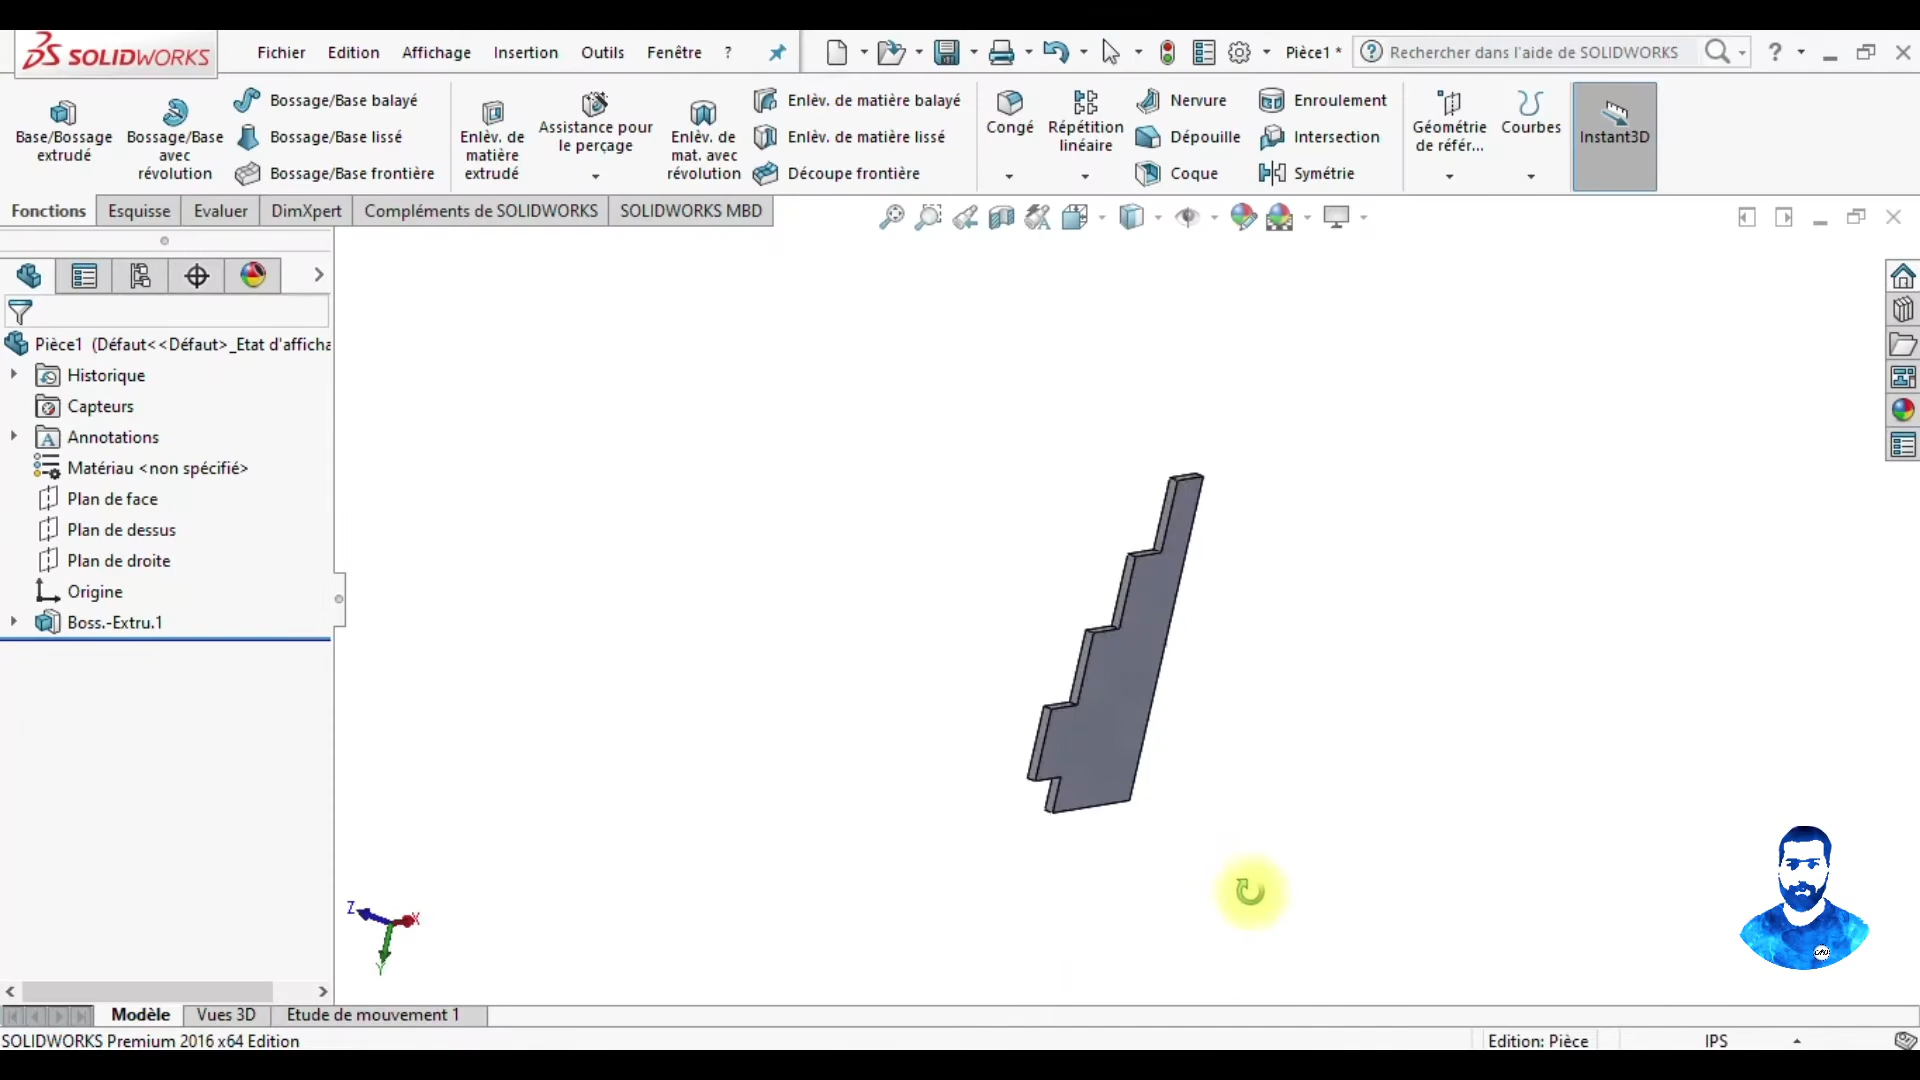 SOLIDWORKS
Fichier Edition Affichage Insertion Outils Fenêtre ?
Pièce1 *
Rechercher dans l'aide de SOLIDWORKS
?
Base/Bossage
extrudé
Bossage/Base
avec
révolution
Bossage/Base balayé
Bossage/Base lissé
Bossage/Base frontière
Enlèv. de
matière
extrudé
Assistance pour
le perçage
Enlèv. de
mat. avec
révolution
Enlèv. de matière balayé
Enlèv. de matière lissé
Découpe frontière
Congé
Répétition
linéaire
Nervure
Dépouille
Coque
Enroulement
Intersection
Symétrie
Géométrie
de référ...
Courbes
Instant3D
Fonctions Esquisse Evaluer DimXpert Compléments de SOLIDWORKS SOLIDWORKS MBD
Pièce1 (Défaut<<Défaut>_Etat d'afficha
Historique
Capteurs
Annotations
Matériau <non spécifié>
Plan de face
Plan de dessus
Plan de droite
Origine
Boss.-Extru.1
Z
X
Y
Modèle Vues 3D Etude de mouvement 1
SOLIDWORKS Premium 2016 x64 Edition
Edition: Pièce
IPS